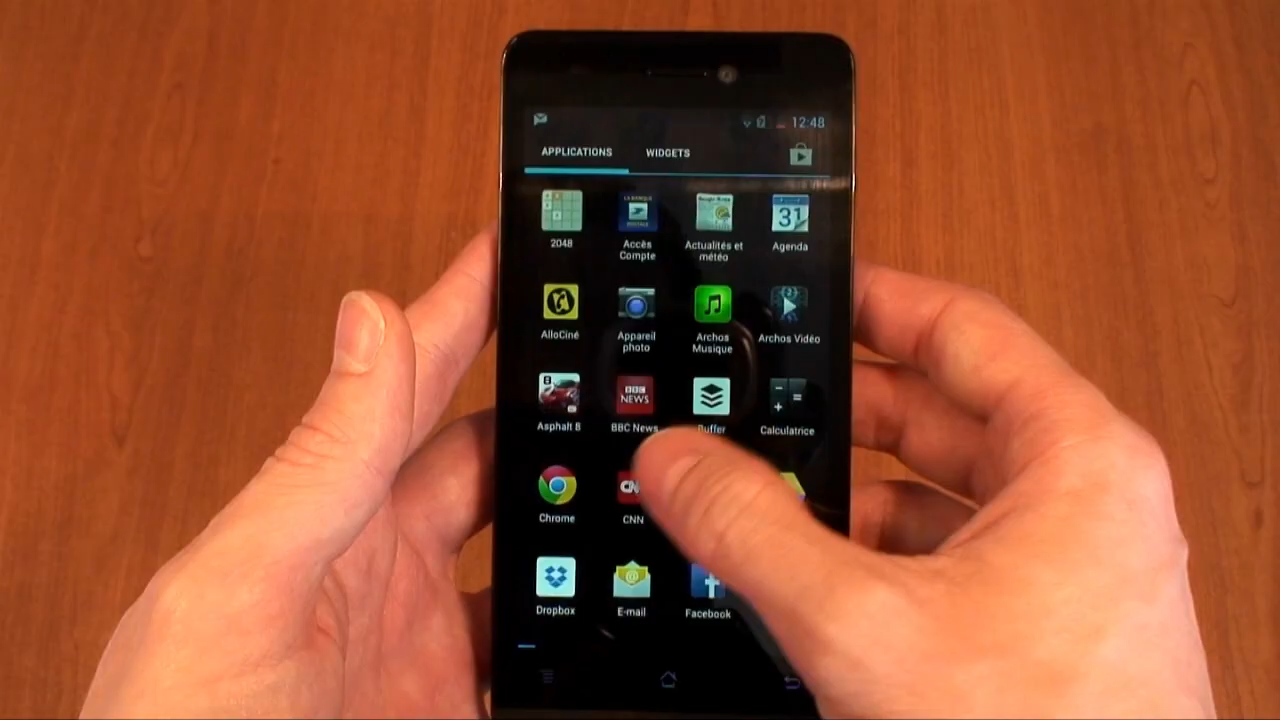 12:48
APPLICATIONS WIDGETS
31
2048
Accès
Compte
Actualités et
météo
Agenda
AlloCiné
Appareil
photo
Archos
Musique
Archos Vidéo
BBC
NEWS
Asphalt 8
BBC News
Buffer
Calculatrice
Chrome
CNN
Dropbox
E-mail
Facebook